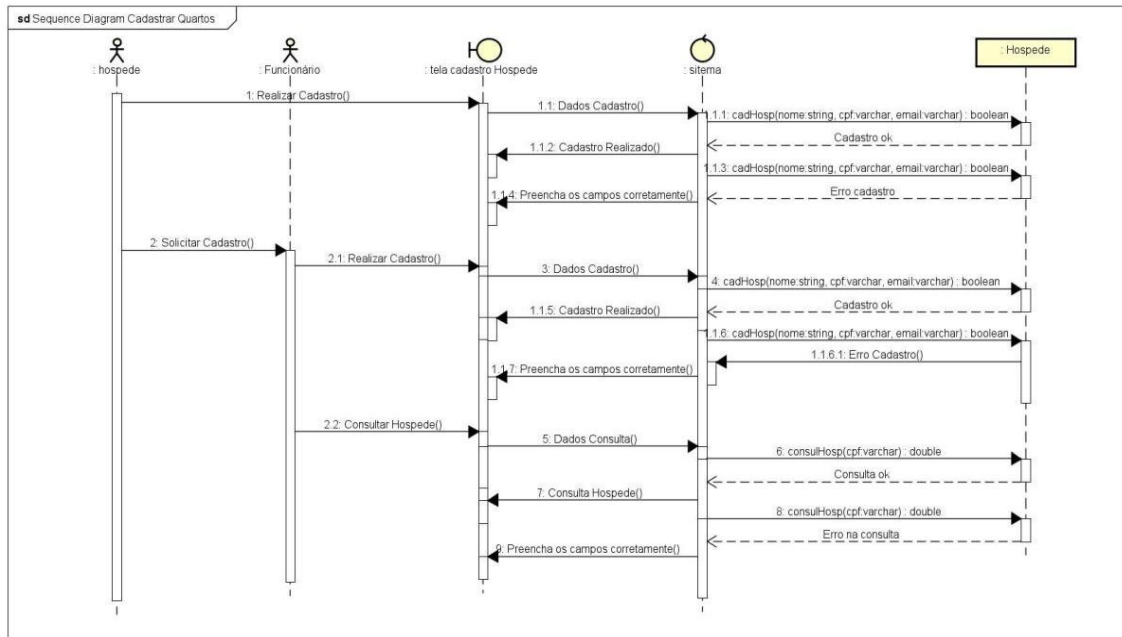 sd Sequence Diagram Cadastrar Quartos
: hospede
: Funcionário
: tela cadastro Hospede
: sitema
: Hospede
1: Realizar Cadastro()
1.1: Dados Cadastro()
1.1.1: cadHosp(nome:string, cpf:varchar, email:varchar) : boolean
Cadastro ok
1.1.2: Cadastro Realizado()
1.1.3: cadHosp(nome:string, cpf:varchar, email:varchar) : boolean
Erro cadastro
1.1.4: Preencha os campos corretamente()
2: Solicitar Cadastro()
2.1: Realizar Cadastro()
3: Dados Cadastro()
4: cadHosp(nome:string, cpf:varchar, email:varchar) : boolean
Cadastro ok
1.1.5: Cadastro Realizado()
1.1.6: cadHosp(nome:string, cpf:varchar, email:varchar) : boolean
1.1.6.1: Erro Cadastro()
1.1.7: Preencha os campos corretamente()
2.2: Consultar Hospede()
5: Dados Consulta()
6: consulHosp(cpf:varchar) : double
Consulta ok
7: Consulta Hospede()
8: consulHosp(cpf:varchar) : double
Erro na consulta
9: Preencha os campos corretamente()